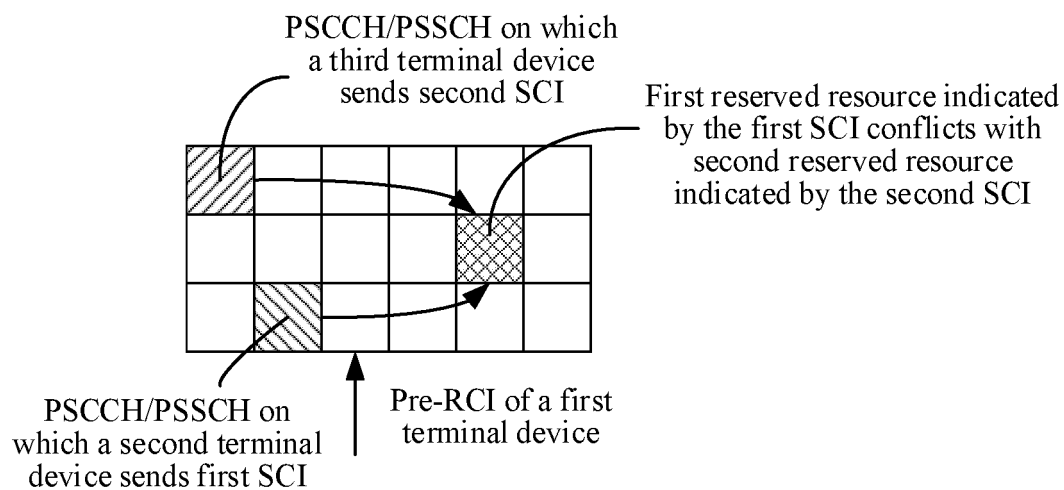 PSCCH/PSSCH on which
a third terminal device
sends second SCI
First reserved resource indicated
by the first SCI conflicts with
second reserved resource
indicated by the second SCI
PSCCH/PSSCH on
which a second terminal
device sends first SCI
Pre-RCI of a first
terminal device